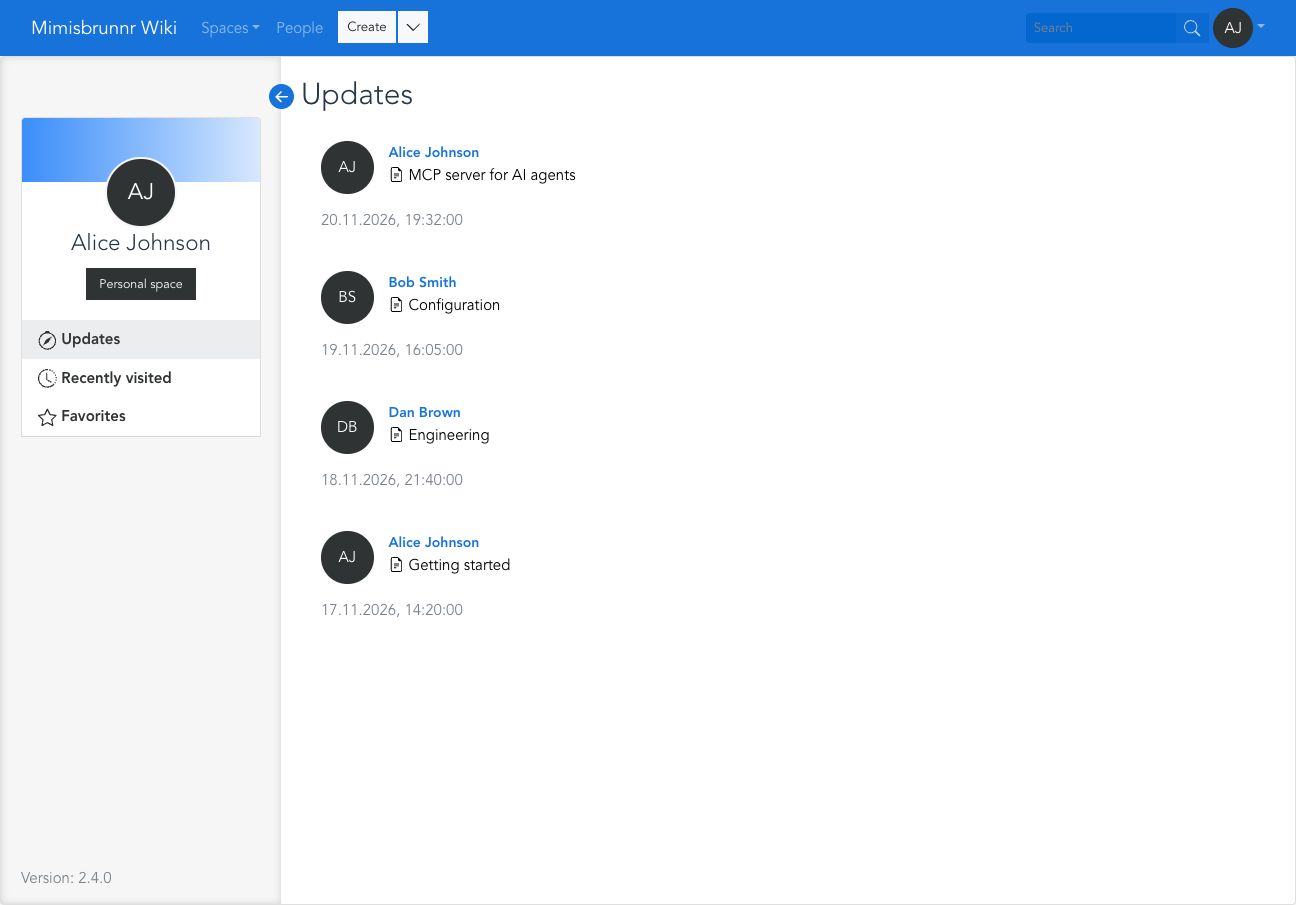 Mimisbrunnr Wiki Spaces People Create Search AJ
AJ
Alice Johnson
Personal space
Updates
Recently visited
Favorites
Version: 2.4.0
Updates
AJ
Alice Johnson
MCP server for AI agents
20.11.2026, 19:32:00
BS
Bob Smith
Configuration
19.11.2026, 16:05:00
DB
Dan Brown
Engineering
18.11.2026, 21:40:00
AJ
Alice Johnson
Getting started
17.11.2026, 14:20:00